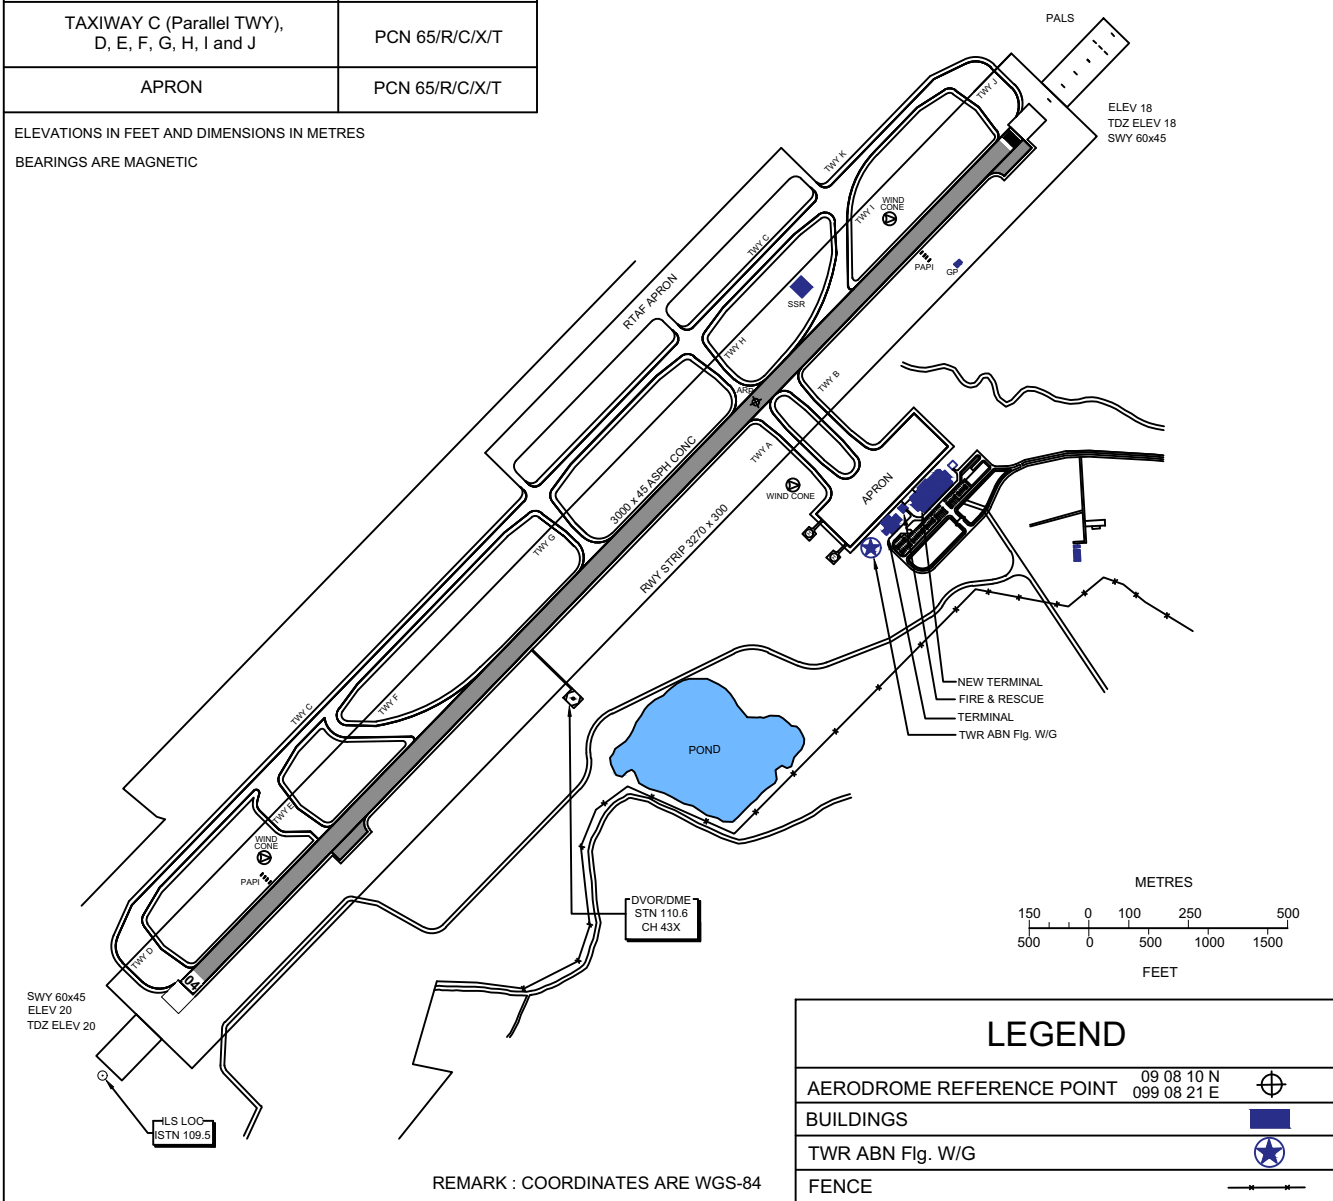 TAXIWAY C (Parallel TWY),
D, E, F, G, H, I and J
PCN 65/R/C/X/T
APRON
PCN 65/R/C/X/T
ELEVATIONS IN FEET AND DIMENSIONS IN METRES
BEARINGS ARE MAGNETIC
PALS
ELEV 18
TDZ ELEV 18
SWY 60x45
TWY J
TWY K
TWY I
WIND
CONE
PAPI
GP
TWY C
RTAF APRON
SSR
TWY H
TWY B
ARP
TWY A
WIND CONE
APRON
3000 x 45 ASPH CONC
RWY STRIP 3270 x 300
TWY G
NEW TERMINAL
FIRE & RESCUE
TERMINAL
TWR ABN Flg. W/G
POND
TWY F
TWY C
TWY E
WIND
CONE
PAPI
TWY D
04
DVOR/DME
STN 110.6
CH 43X
SWY 60x45
ELEV 20
TDZ ELEV 20
ILS LOC
ISTN 109.5
METRES
150 0 100 250 500
500 0 500 1000 1500
FEET
LEGEND
AERODROME REFERENCE POINT
09 08 10 N
099 08 21 E
BUILDINGS
TWR ABN Flg. W/G
FENCE
REMARK : COORDINATES ARE WGS-84